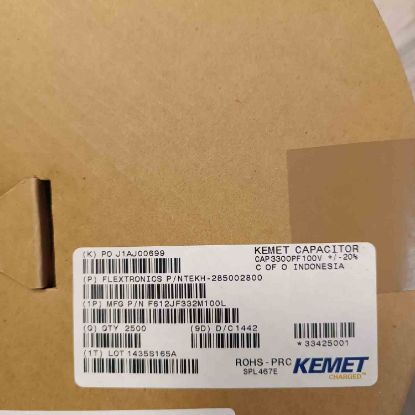 (K) PO J1AJ00699
KEMET CAPACITOR
CAP3300PF100V +/-20%
C OF O INDONESIA
(P) FLEXTRONICS P/NTEKH-285002800
(1P) MFG P/N F612JF332M100L
(Q) QTY 2500
(9D) D/C1442
*33425001
(1T) LOT 1435S165A
ROHS-PRC
SPL467E
KEMET
CHARGED™